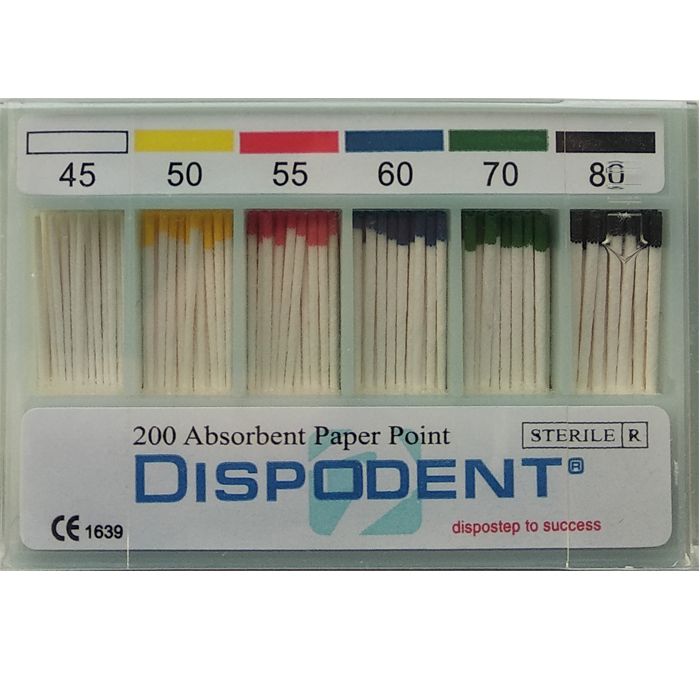 45 50 55 60 70 80
200 Absorbent Paper Point
STERILE R
DISPODENT®
CE 1639
dispostep to success